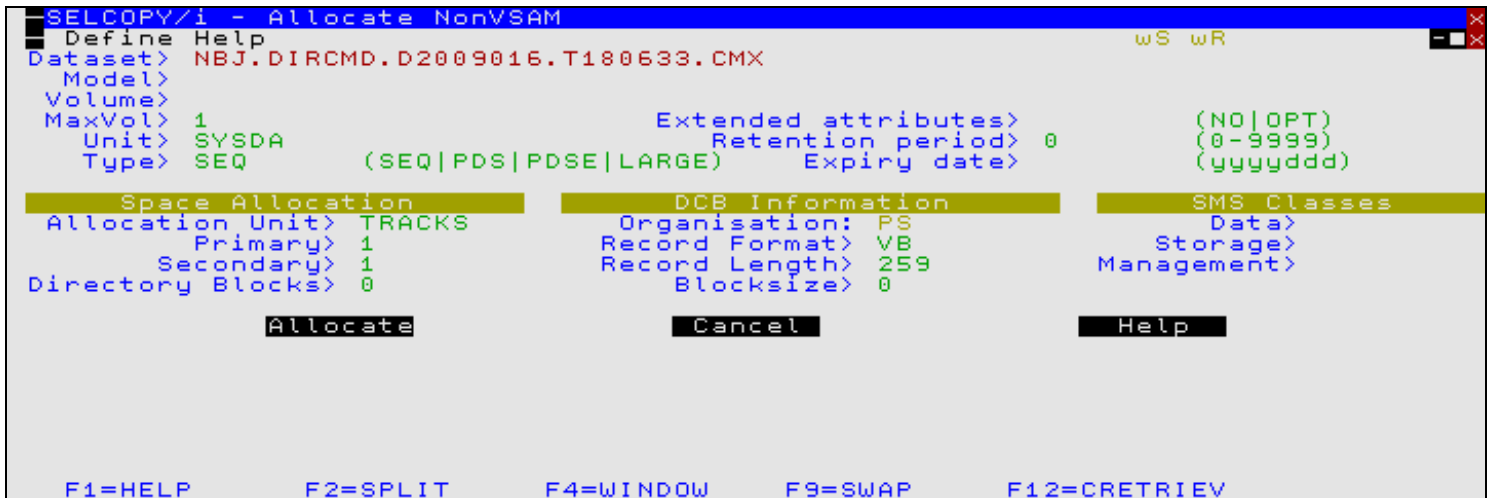 SELCOPY/i - Allocate NonVSAM
Define Help wS wR
Dataset> NBJ.DIRCMD.D2009016.T180633.CMX
Model>
Volume>
MaxVol> 1 Extended attributes> (NO|OPT)
Unit> SYSDA Retention period> 0 (0-9999)
Type> SEQ (SEQ|PDS|PDSE|LARGE) Expiry date> (yyyyddd)
Space Allocation DCB Information SMS Classes
Allocation Unit> TRACKS Organisation: PS Data>
Primary> 1 Record Format> VB Storage>
Secondary> 1 Record Length> 259 Management>
Directory Blocks> 0 Blocksize> 0
Allocate Cancel Help
F1=HELP F2=SPLIT F4=WINDOW F9=SWAP F12=CRETRIEV